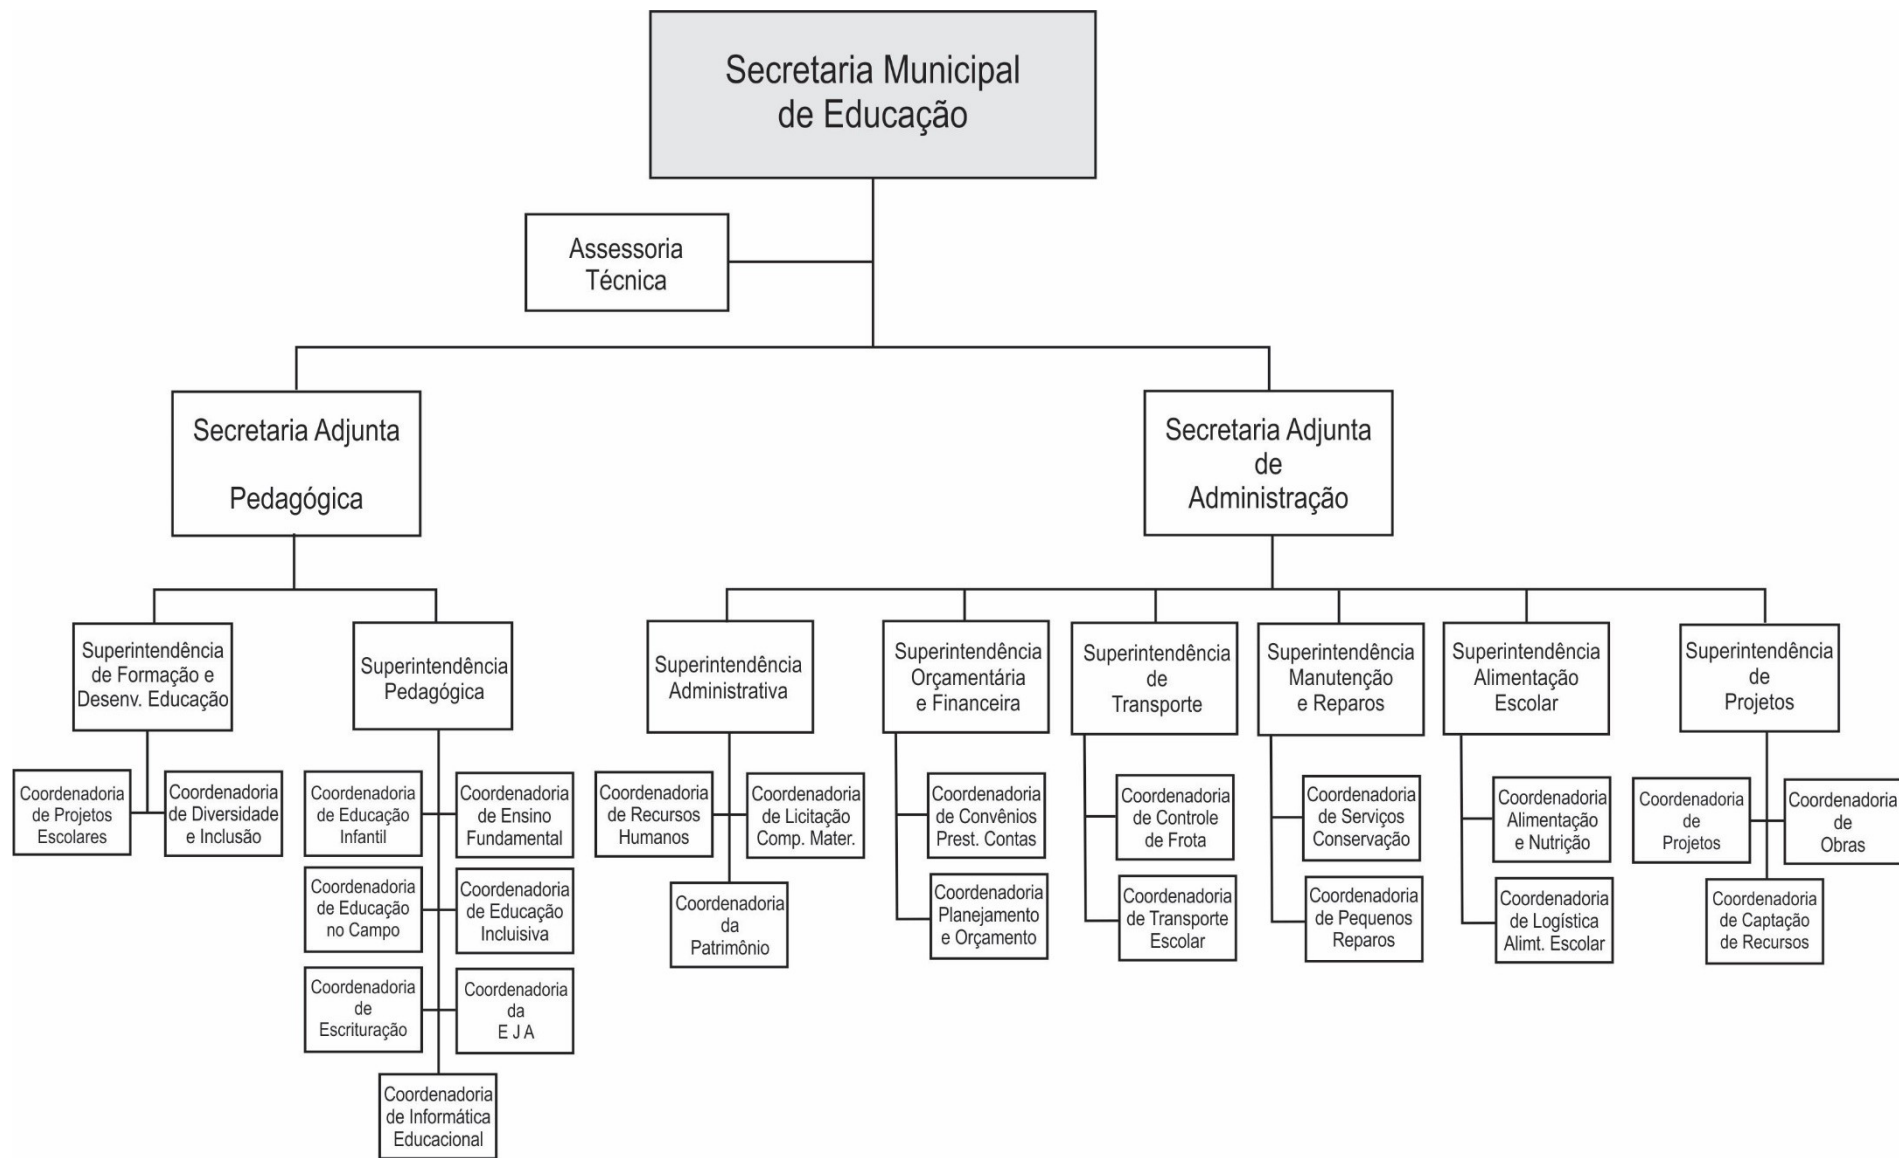 Secretaria Municipal
de Educação
Assessoria
Técnica
Secretaria Adjunta
Pedagógica
Secretaria Adjunta
de
Administração
Superintendência
de Formação e
Desenv. Educação
Superintendência
Pedagógica
Superintendência
Administrativa
Superintendência
Orçamentária
e Financeira
Superintendência
de
Transporte
Superintendência
Manutenção
e Reparos
Superintendência
Alimentação
Escolar
Superintendência
de
Projetos
Coordenadoria
de Projetos
Escolares
Coordenadoria
de Diversidade
e Inclusão
Coordenadoria
de Educação
Infantil
Coordenadoria
de Ensino
Fundamental
Coordenadoria
de Educação
no Campo
Coordenadoria
de Educação
Incluisiva
Coordenadoria
de
Escrituração
Coordenadoria
da
E J A
Coordenadoria
de Informática
Educacional
Coordenadoria
de Recursos
Humanos
Coordenadoria
de Licitação
Comp. Mater.
Coordenadoria
da
Patrimônio
Coordenadoria
de Convênios
Prest. Contas
Coordenadoria
Planejamento
e Orçamento
Coordenadoria
de Controle
de Frota
Coordenadoria
de Transporte
Escolar
Coordenadoria
de Serviços
Conservação
Coordenadoria
de Pequenos
Reparos
Coordenadoria
Alimentação
e Nutrição
Coordenadoria
de Logística
Alimt. Escolar
Coordenadoria
de
Projetos
Coordenadoria
de
Obras
Coordenadoria
de Captação
de Recursos